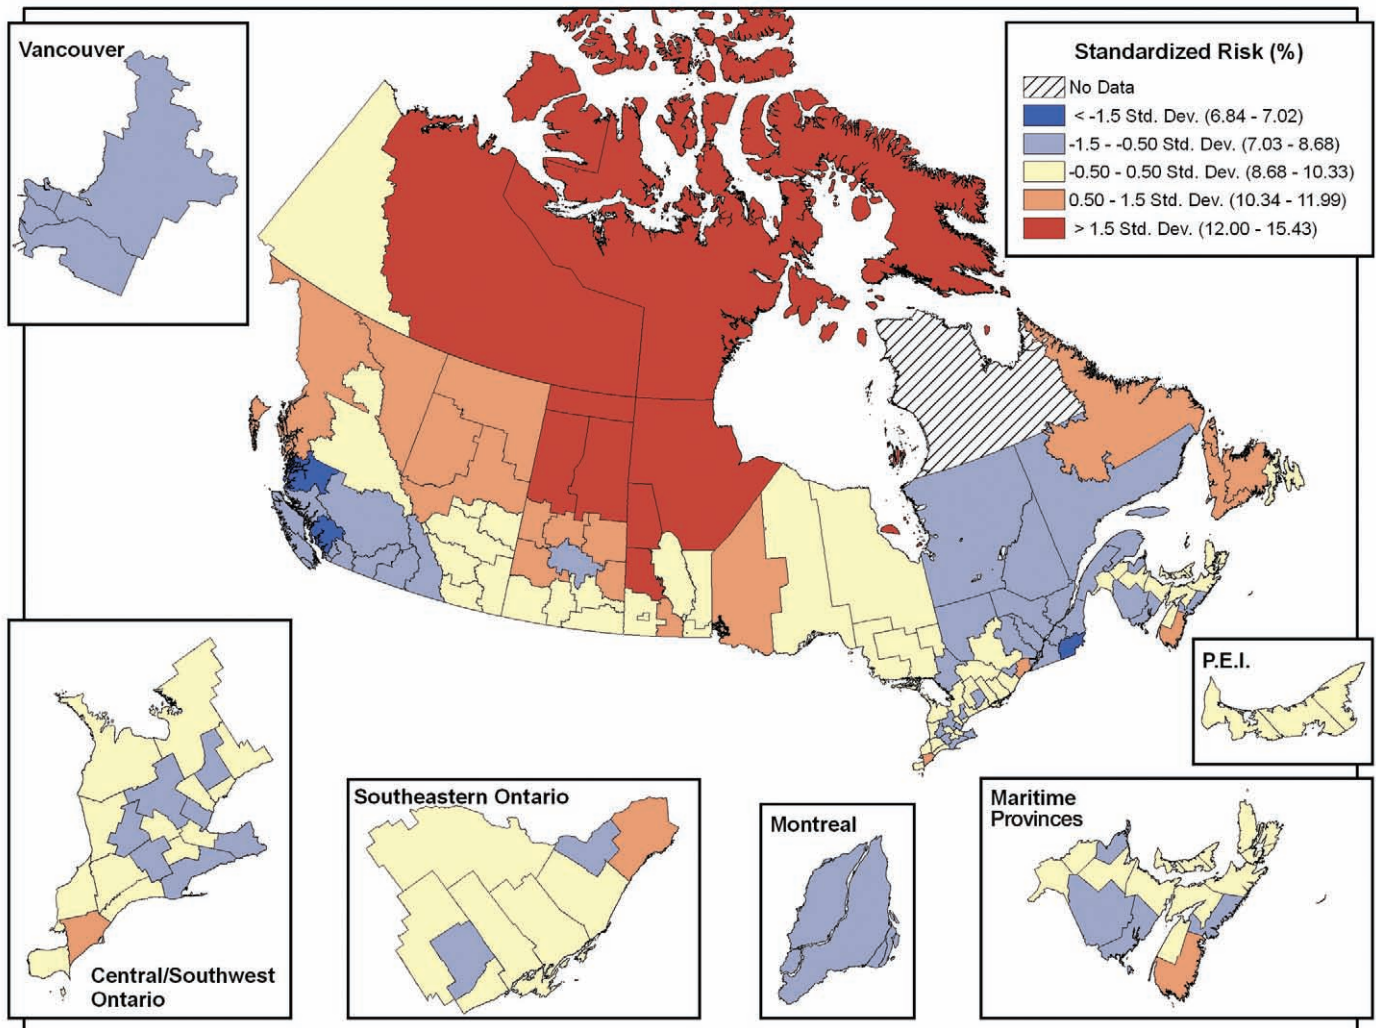 Vancouver
Standardized Risk (%)
No Data
< -1.5 Std. Dev. (6.84 - 7.02)
-1.5 - -0.50 Std. Dev. (7.03 - 8.68)
-0.50 - 0.50 Std. Dev. (8.68 - 10.33)
0.50 - 1.5 Std. Dev. (10.34 - 11.99)
> 1.5 Std. Dev. (12.00 - 15.43)
P.E.I.
Central/Southwest
Ontario
Southeastern Ontario
Montreal
Maritime
Provinces